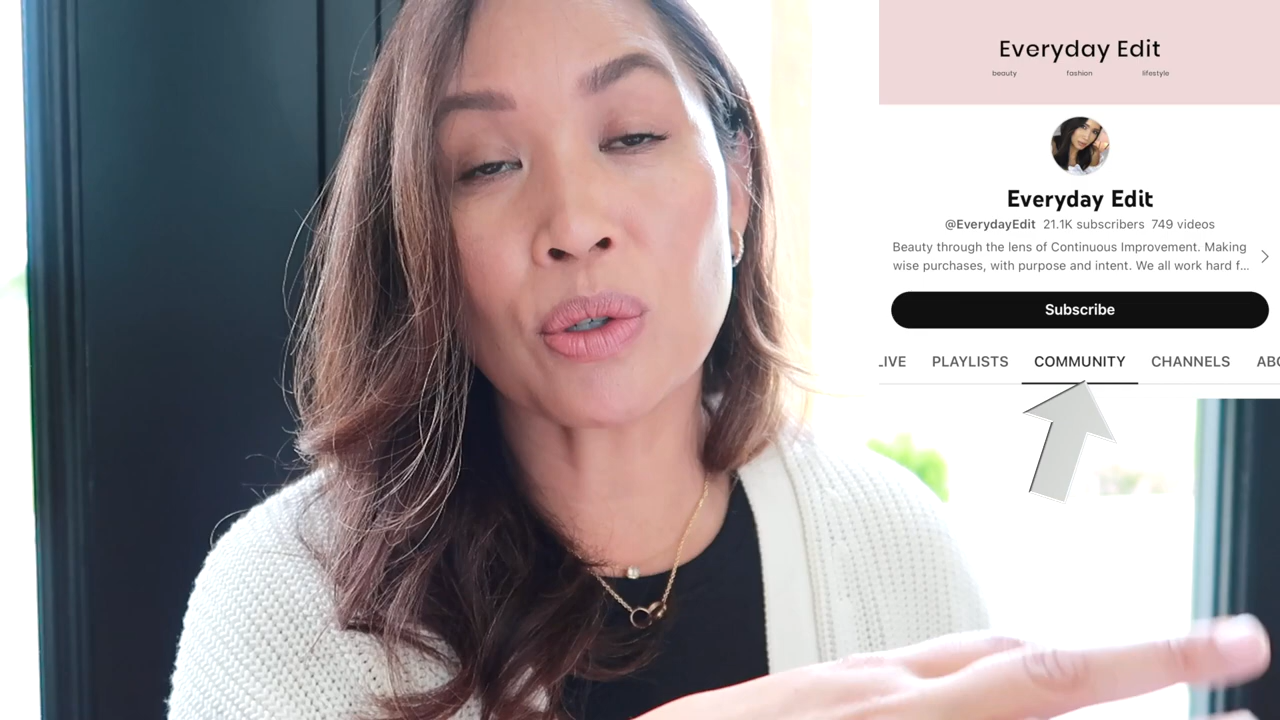 Everyday Edit
beauty fashion lifestyle
Everyday Edit
@EverydayEdit 21.1K subscribers 749 videos
Beauty through the lens of Continuous Improvement. Making
wise purchases, with purpose and intent. We all work hard f...
Subscribe
LIVE PLAYLISTS COMMUNITY CHANNELS ABO